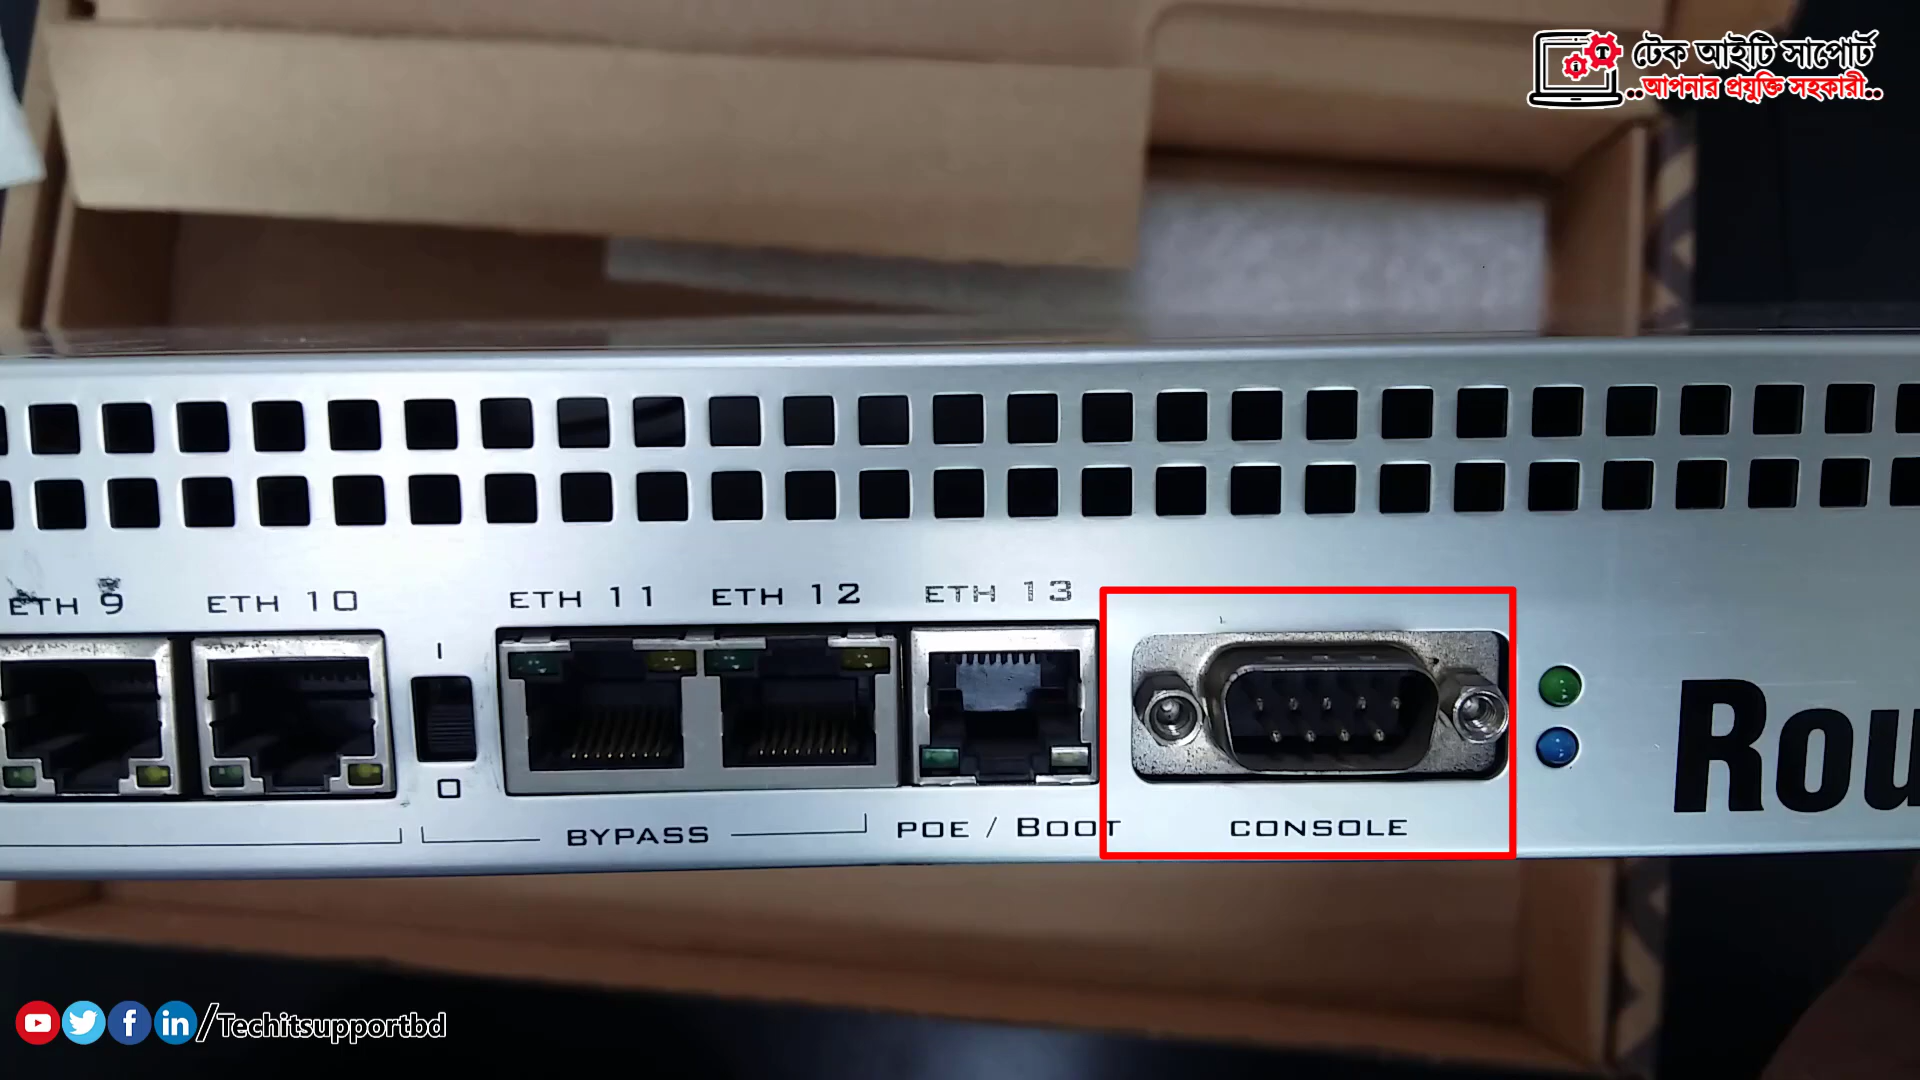 টেক আইটি সাপোর্ট
..আপনার প্রযুক্তি সহকারী..
ETH 9
ETH 10
ETH 11
ETH 12
ETH 13
I
O
BYPASS
POE / BOOT
CONSOLE
Rou
/Techitsupportbd